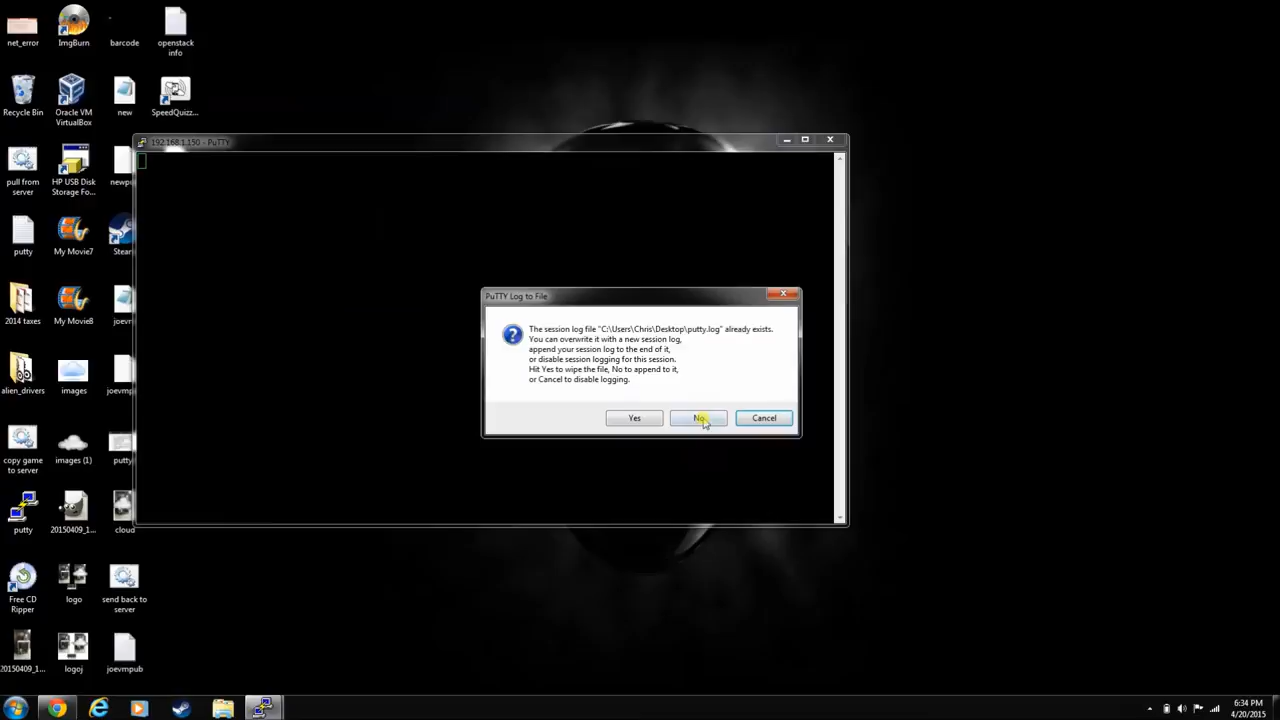 net_error
ImgBurn
barcode
openstack
info
Recycle Bin
Oracle VM
VirtualBox
new
SpeedQuizz...
192.168.1.150 - PuTTY
pull from
server
HP USB Disk
Storage Fo...
putty
My Movie7
PuTTY Log to File
The session log file "C:\Users\Chris\Desktop\putty.log" already exists.
You can overwrite it with a new session log,
append your session log to the end of it,
or disable session logging for this session.
Hit Yes to wipe the file, No to append to it,
or Cancel to disable logging.
Yes
No
Cancel
2014 taxes
My Movie8
alien_drivers
images
copy game
to server
images (1)
putty
putty
20150409_1...
cloud
Free CD
Ripper
logo
send back to
server
20150409_1...
logoj
joevmpub
6:34 PM
4/20/2015